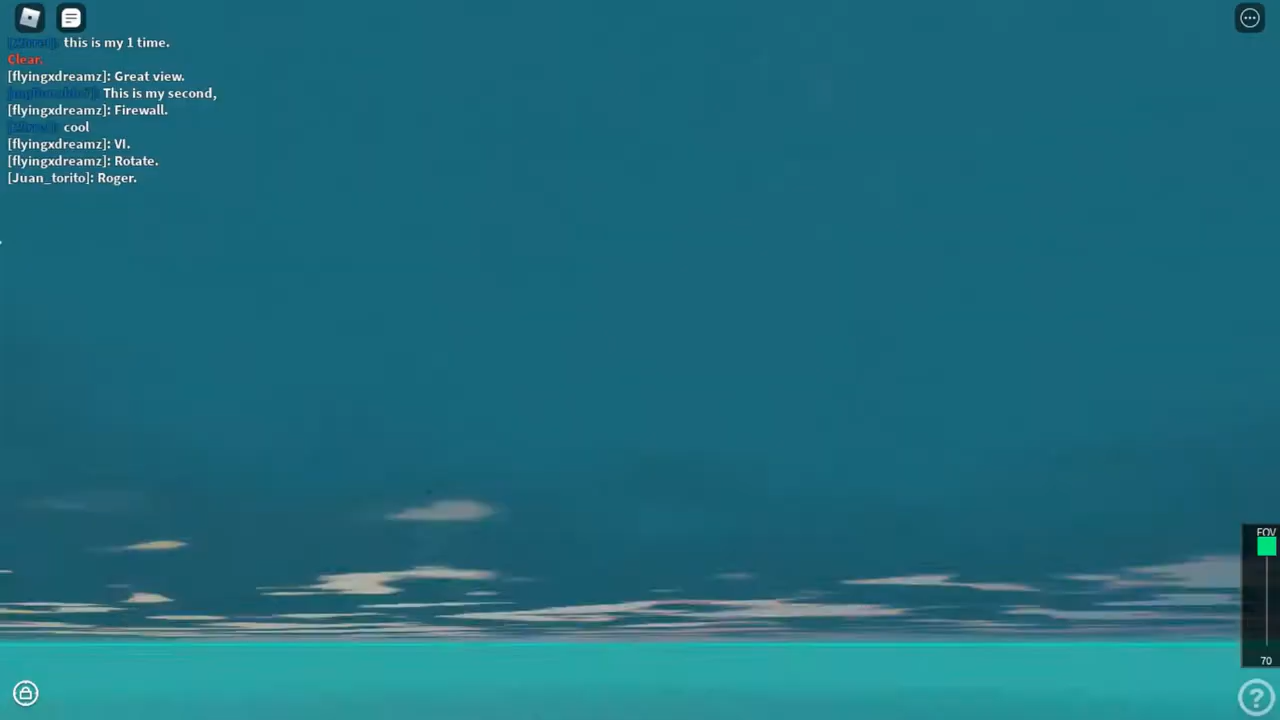 this is my 1 time.
Clear.
[flyingxdreamz]: Great view.
This is my second,
[flyingxdreamz]: Firewall.
cool
[flyingxdreamz]: VI.
[flyingxdreamz]: Rotate.
[Juan_torito]: Roger.
FOV
70
?